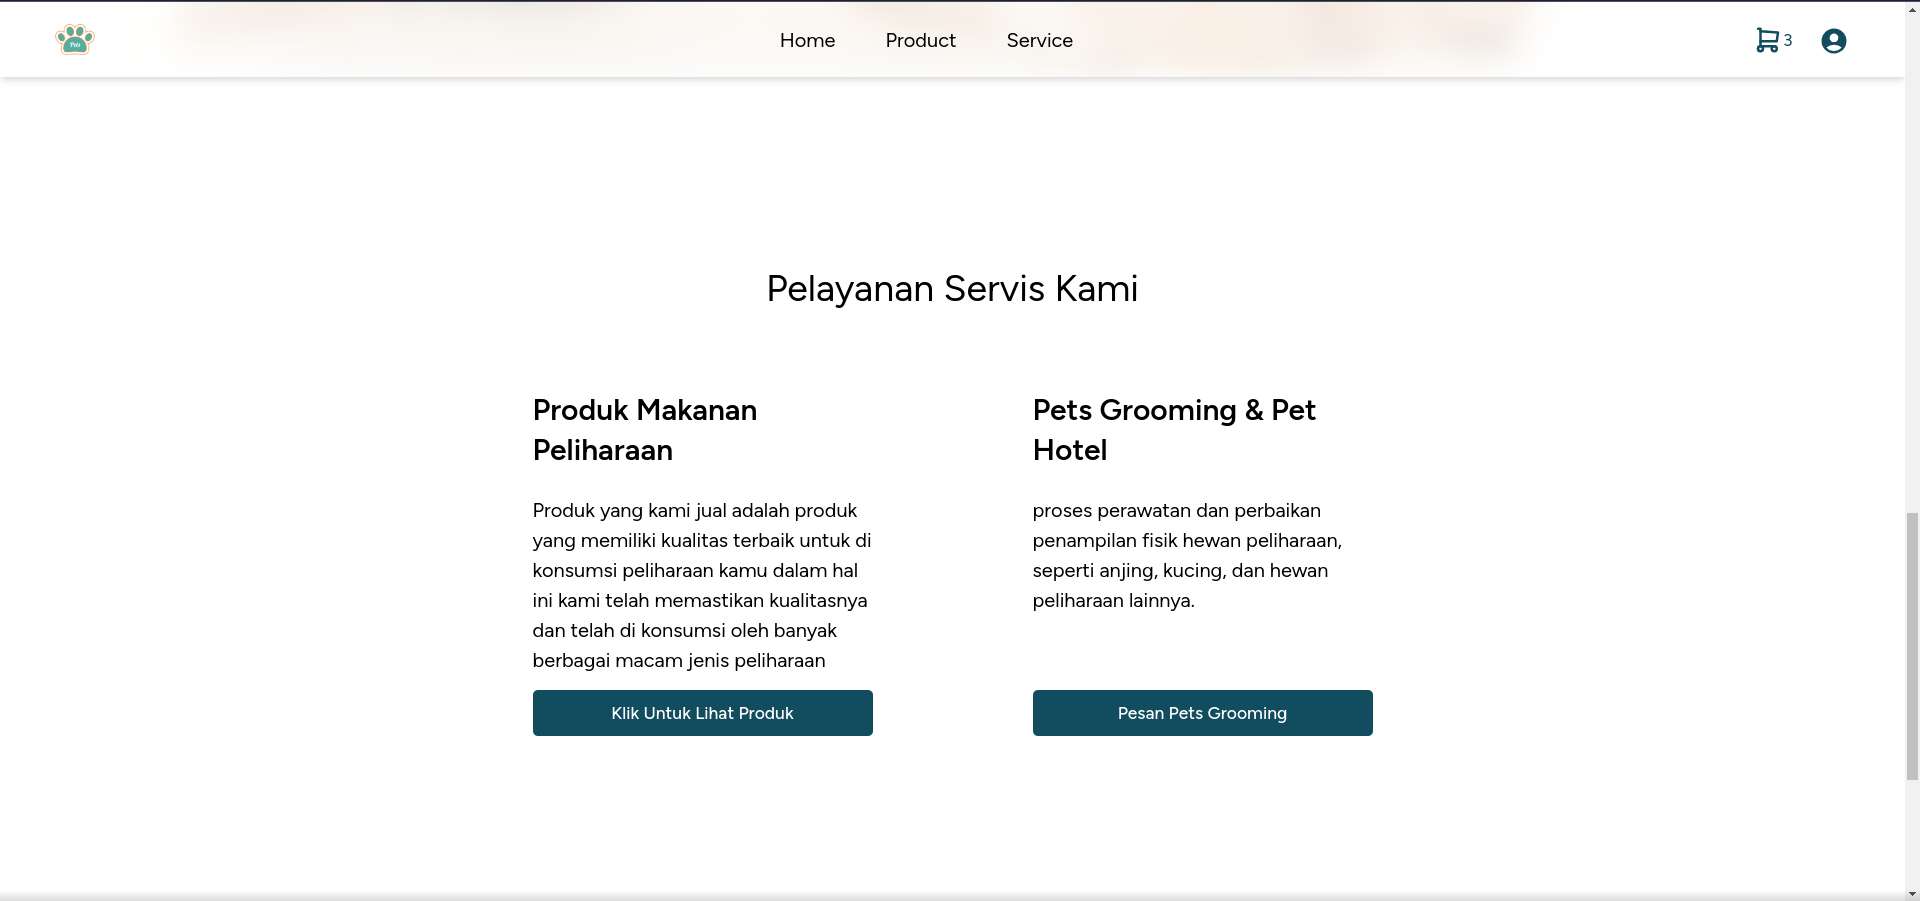 Pets
Home Product Service
3
Pelayanan Servis Kami
Produk Makanan
Peliharaan
Produk yang kami jual adalah produk
yang memiliki kualitas terbaik untuk di
konsumsi peliharaan kamu dalam hal
ini kami telah memastikan kualitasnya
dan telah di konsumsi oleh banyak
berbagai macam jenis peliharaan
Klik Untuk Lihat Produk
Pets Grooming & Pet
Hotel
proses perawatan dan perbaikan
penampilan fisik hewan peliharaan,
seperti anjing, kucing, dan hewan
peliharaan lainnya.
Pesan Pets Grooming